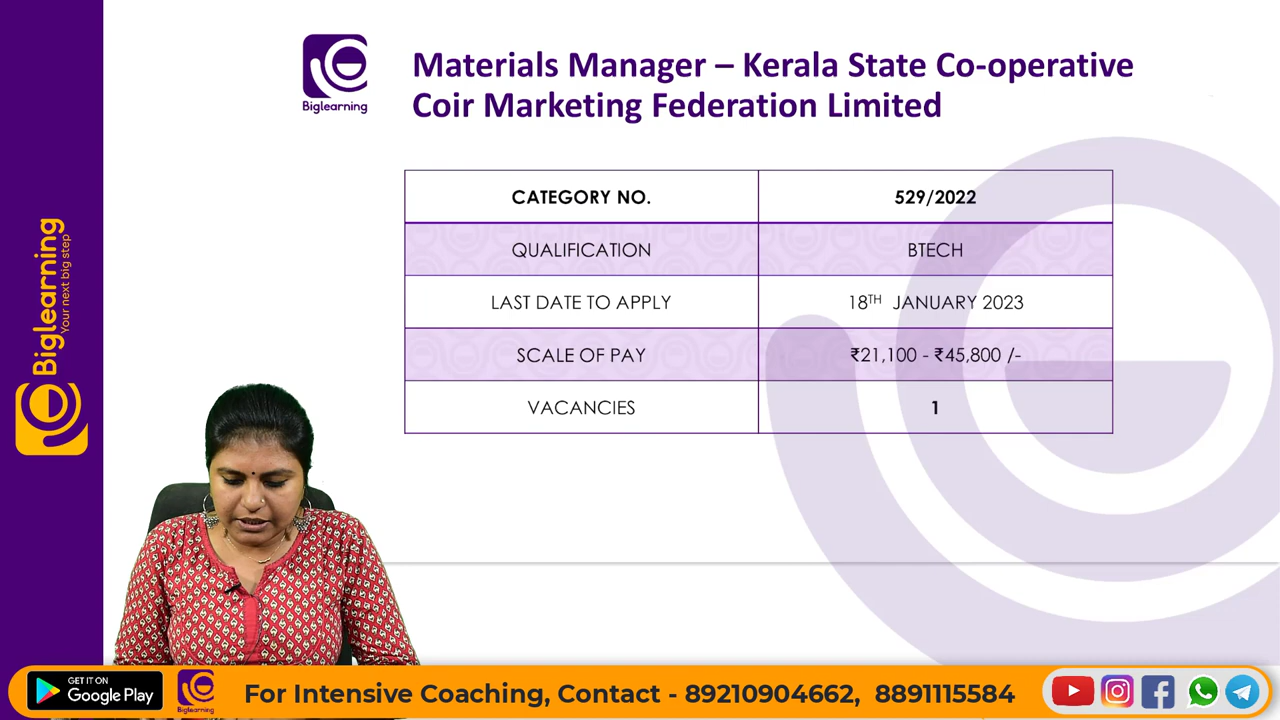 Materials Manager – Kerala State Co-operative
Coir Marketing Federation Limited
Biglearning
CATEGORY NO. 529/2022
QUALIFICATION BTECH
LAST DATE TO APPLY 18TH JANUARY 2023
SCALE OF PAY ₹21,100 - ₹45,800 /-
VACANCIES 1
Biglearning
Your next big step
GET IT ON
Google Play
Biglearning
For Intensive Coaching, Contact - 89210904662, 8891115584